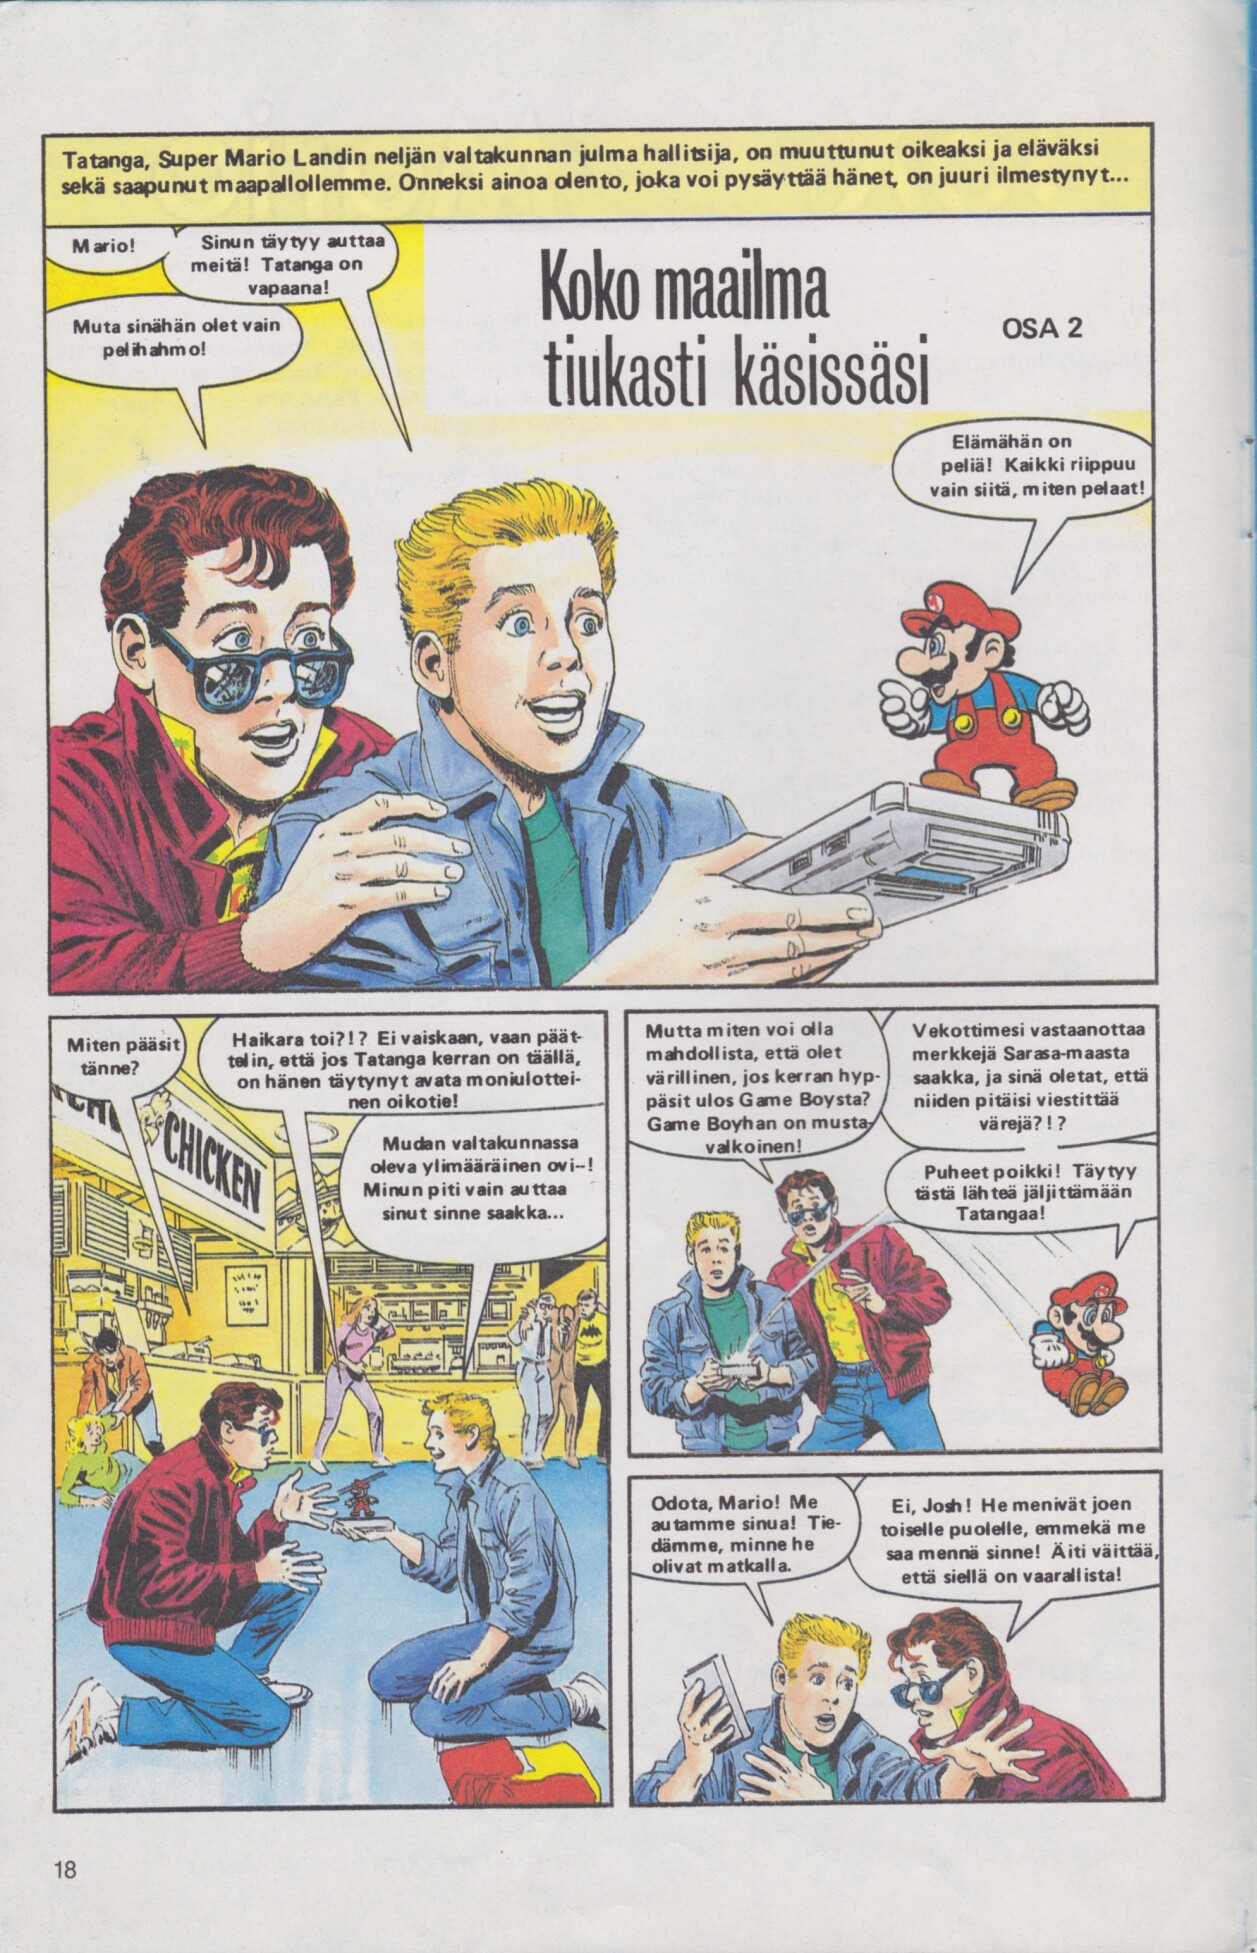 Tatanga, Super Mario Landin neljän valtakunnan julma hallitsija, on muuttunut oikeaksi ja eläväksi
sekä saapunut maapallollemme. Onneksi ainoa olento, joka voi pysäyttää hänet, on juuri ilmestynyt...
Mario!
Sinun täytyy auttaa
meitä! Tatanga on
vapaana!
Muta sinähän olet vain
pelihahmo!
Koko maailma
tiukasti käsissäsi
OSA 2
Elämähän on
peliä! Kaikki riippuu
vain siitä, miten pelaat!
Miten pääsit
tänne?
Haikara toi?!? Ei vaiskaan, vaan päät-
telin, että jos Tatanga kerran on täällä,
on hänen täytynyt avata moniulottei-
nen oikotie!
Mudan valtakunnassa
oleva ylimääräinen ovi--!
Minun piti vain auttaa
sinut sinne saakka...
CHICKEN
Mutta miten voi olla
mahdollista, että olet
värillinen, jos kerran hyp-
päsit ulos Game Boysta?
Game Boyhan on musta-
valkoinen!
Vekottimesi vastaanottaa
merkkejä Sarasa-maasta
saakka, ja sinä oletat, että
niiden pitäisi viestittää
värejä?!?
Puheet poikki! Täytyy
tästä lähteä jäljittämään
Tatangaa!
Odota, Mario! Me
autamme sinua! Tie-
dämme, minne he
olivat matkalla.
Ei, Josh! He menivät joen
toiselle puolelle, emmekä me
saa mennä sinne! Äiti väittää,
että siellä on vaarallista!
18